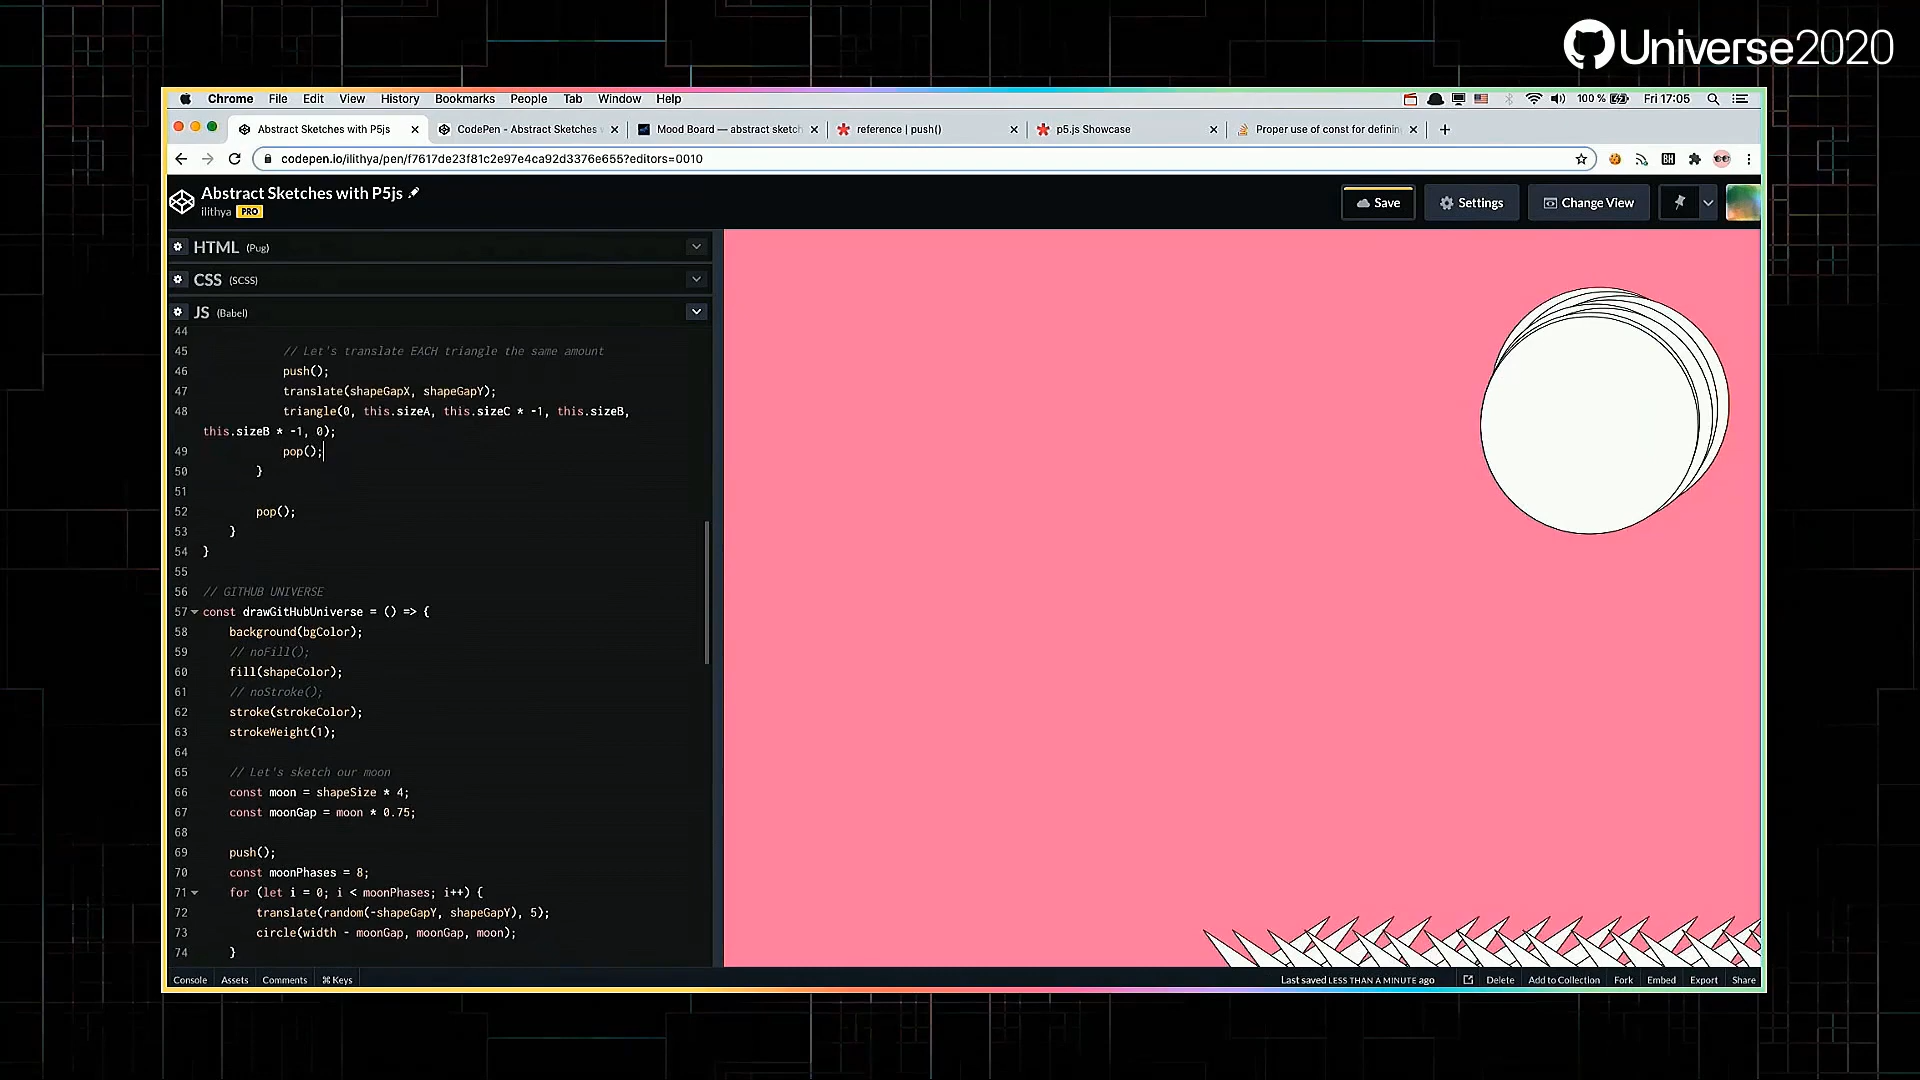 Universe2020
Chrome File Edit View History Bookmarks People Tab Window Help 100 % Fri 17:05
Abstract Sketches with P5js CodePen - Abstract Sketches Mood Board — abstract sketch reference | push() p5.js Showcase Proper use of const for defining
codepen.io/ilithya/pen/f7617de23f81c2e97e4ca92d3376e655?editors=0010
Abstract Sketches with P5js
ilithya PRO
Save Settings Change View
HTML (Pug)
CSS (SCSS)
JS (Babel)
44
45 // Let's translate EACH triangle the same amount
46 push();
47 translate(shapeGapX, shapeGapY);
48 triangle(0, this.sizeA, this.sizeC * -1, this.sizeB,
this.sizeB * -1, 0);
49 pop();
50 }
51
52 pop();
53 }
54 }
55
56 // GITHUB UNIVERSE
57 const drawGitHubUniverse = () => {
58 background(bgColor);
59 // noFill();
60 fill(shapeColor);
61 // noStroke();
62 stroke(strokeColor);
63 strokeWeight(1);
64
65 // Let's sketch our moon
66 const moon = shapeSize * 4;
67 const moonGap = moon * 0.75;
68
69 push();
70 const moonPhases = 8;
71 for (let i = 0; i < moonPhases; i++) {
72 translate(random(-shapeGapY, shapeGapY), 5);
73 circle(width - moonGap, moonGap, moon);
74 }
Console Assets Comments ⌘ Keys Last saved LESS THAN A MINUTE ago Delete Add to Collection Fork Embed Export Share